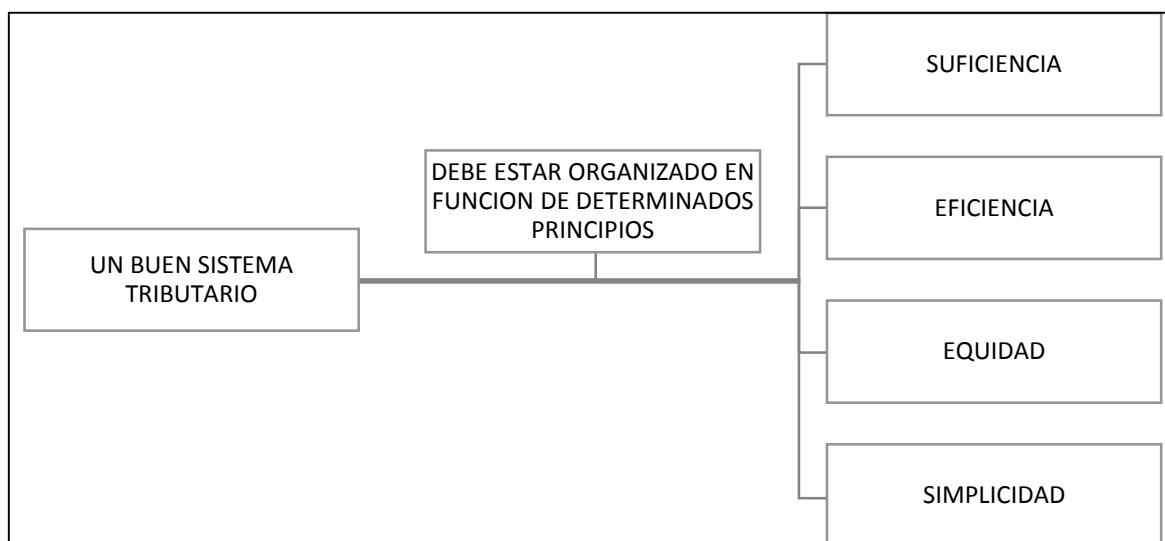 UN BUEN SISTEMA
TRIBUTARIO
DEBE ESTAR ORGANIZADO EN
FUNCION DE DETERMINADOS
PRINCIPIOS
SUFICIENCIA
EFICIENCIA
EQUIDAD
SIMPLICIDAD